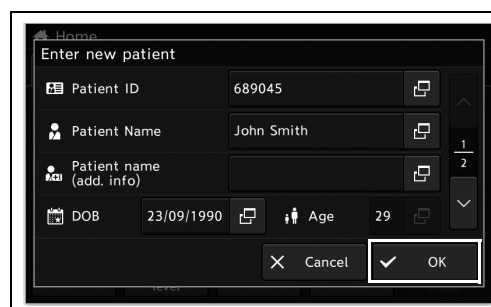 Home
Enter new patient
Patient ID 689045
Patient Name John Smith
Patient name
(add. info)
1
2
DOB 23/09/1990 Age 29
Cancel OK
level